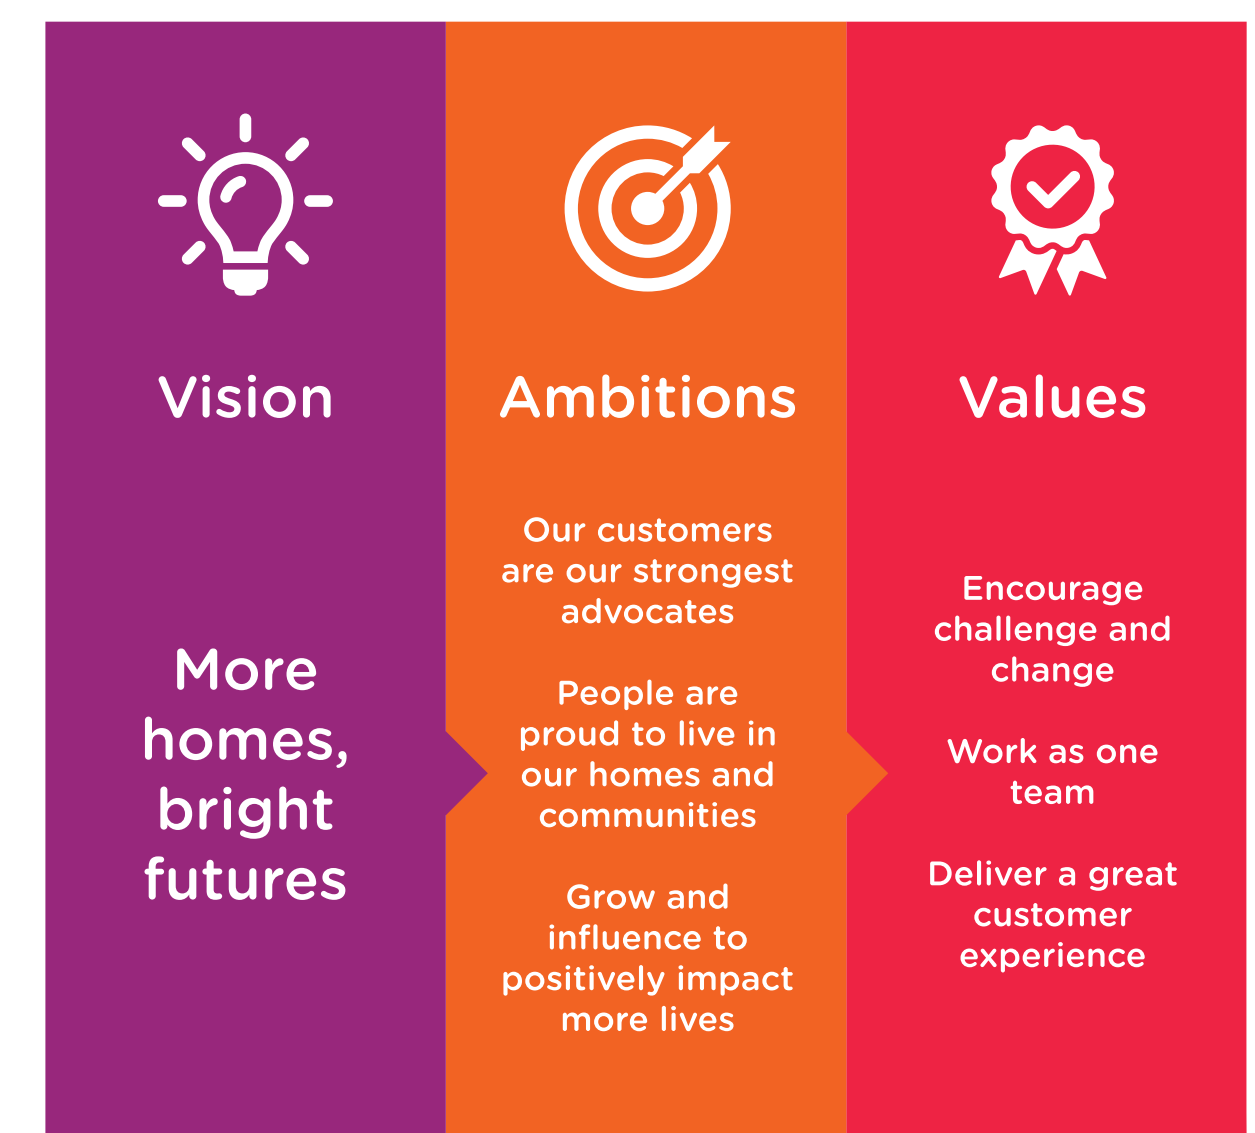 Vision
More
homes,
bright
futures
Ambitions
Our customers
are our strongest
advocates
People are
proud to live in
our homes and
communities
Grow and
influence to
positively impact
more lives
Values
Encourage
challenge and
change
Work as one
team
Deliver a great
customer
experience